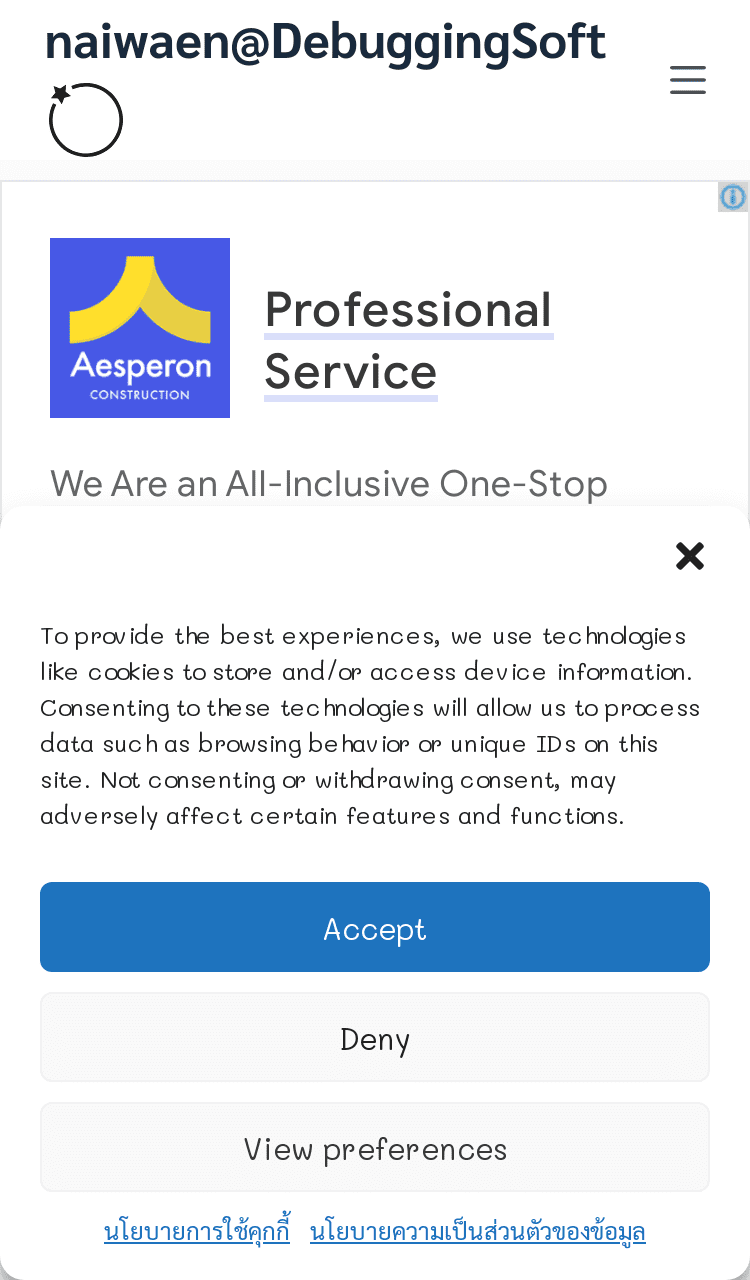 naiwaen@DebuggingSoft
Aesperon
CONSTRUCTION
Professional
Service
We Are an All-Inclusive One-Stop
To provide the best experiences, we use technologies
like cookies to store and/or access device information.
Consenting to these technologies will allow us to process
data such as browsing behavior or unique IDs on this
site. Not consenting or withdrawing consent, may
adversely affect certain features and functions.
Accept
Deny
View preferences
นโยบายการใช้คุกกี้ นโยบายความเป็นส่วนตัวของข้อมูล